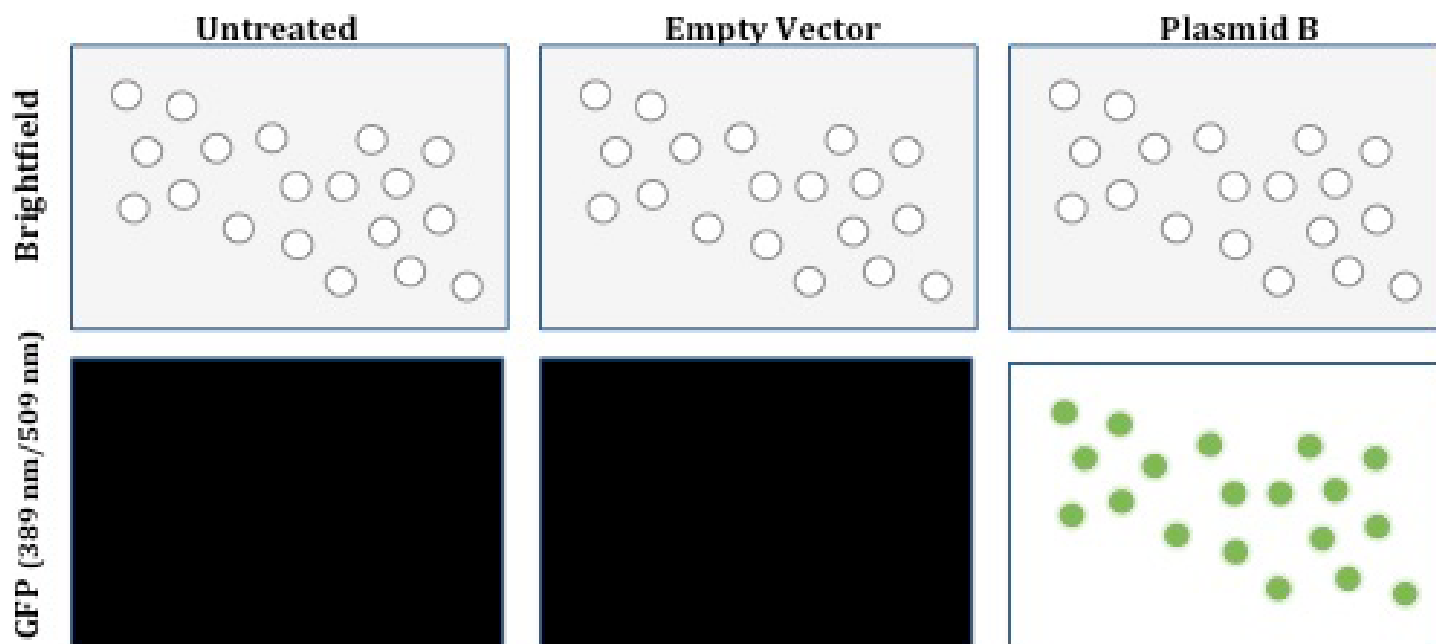 Untreated
Empty Vector
Plasmid B
Brightfield
GFP (389 nm/509 nm)